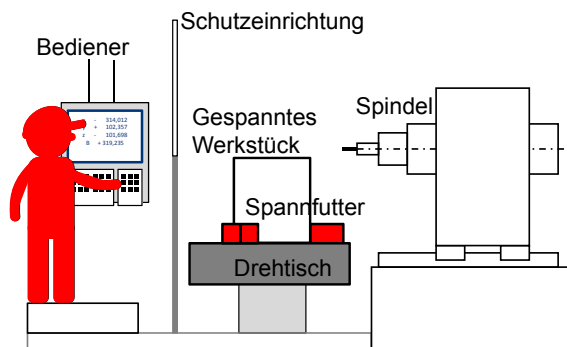 Schutzeinrichtung
Bediener
- 314,012
+ 102,357
z - 101,698
B + 319,235
Gespanntes
Werkstück
Spindel
Spannfutter
Drehtisch